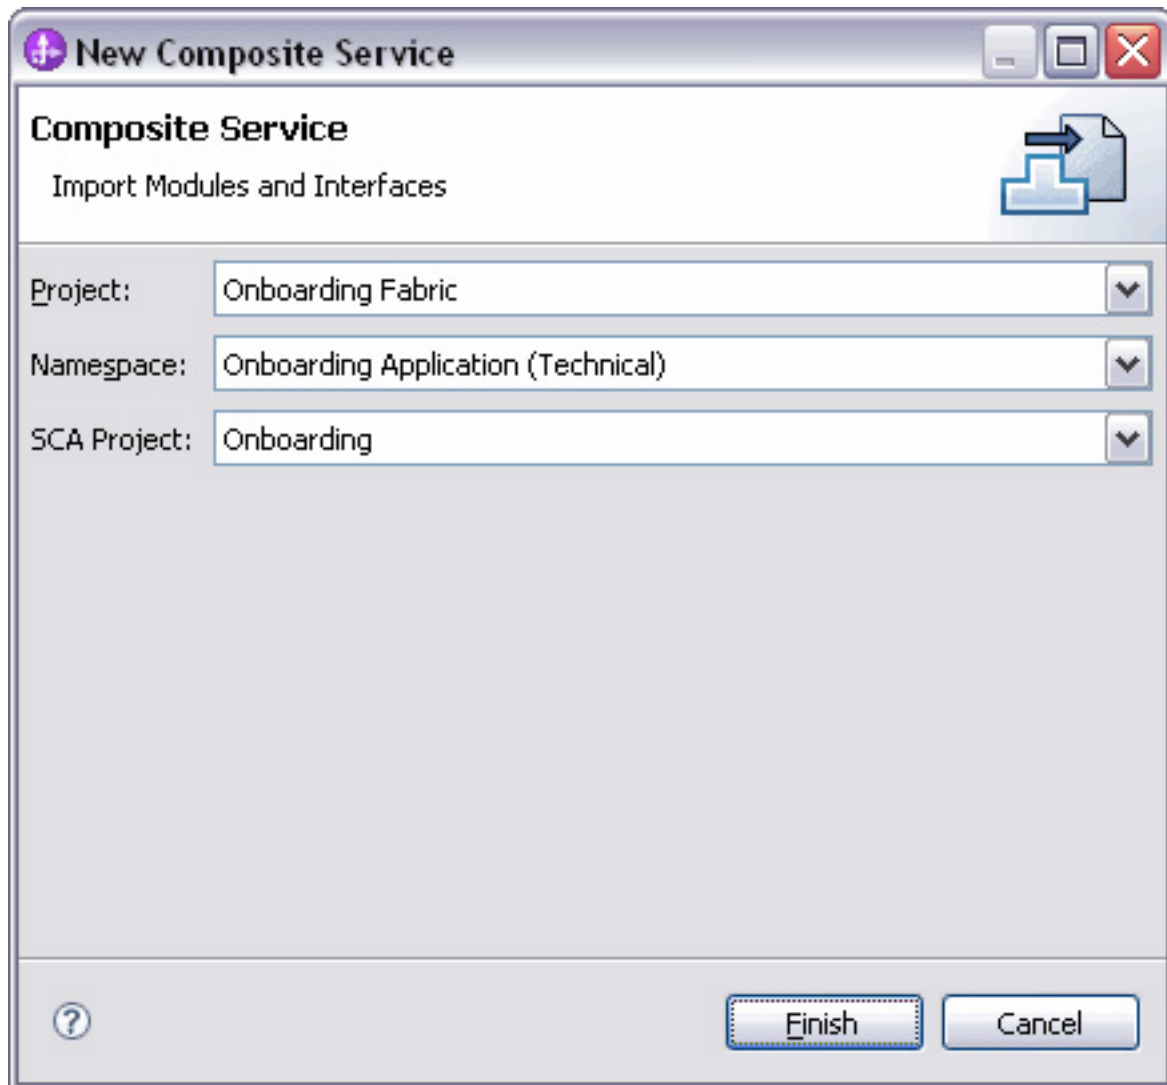 New Composite Service
Composite Service
Import Modules and Interfaces
Project: Onboarding Fabric
Namespace: Onboarding Application (Technical)
SCA Project: Onboarding
? Finish Cancel